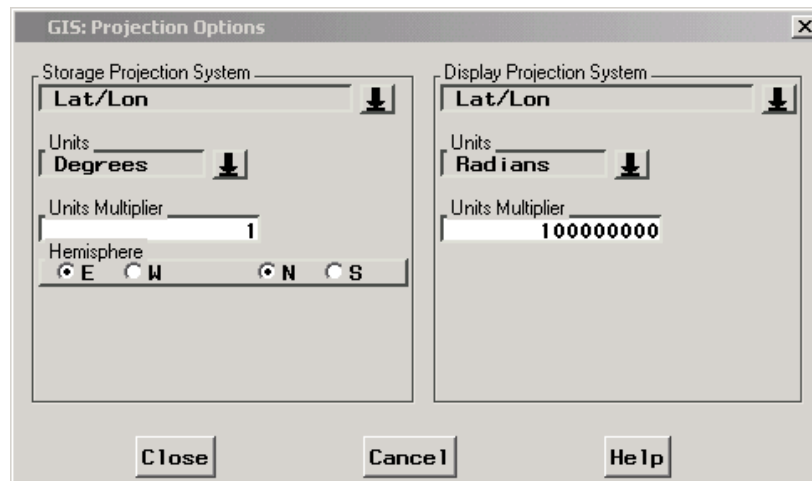 GIS: Projection Options
Storage Projection System
Lat/Lon
Units
Degrees
Units Multiplier
1
Hemisphere
E W N S
Display Projection System
Lat/Lon
Units
Radians
Units Multiplier
100000000
Close Cancel Help